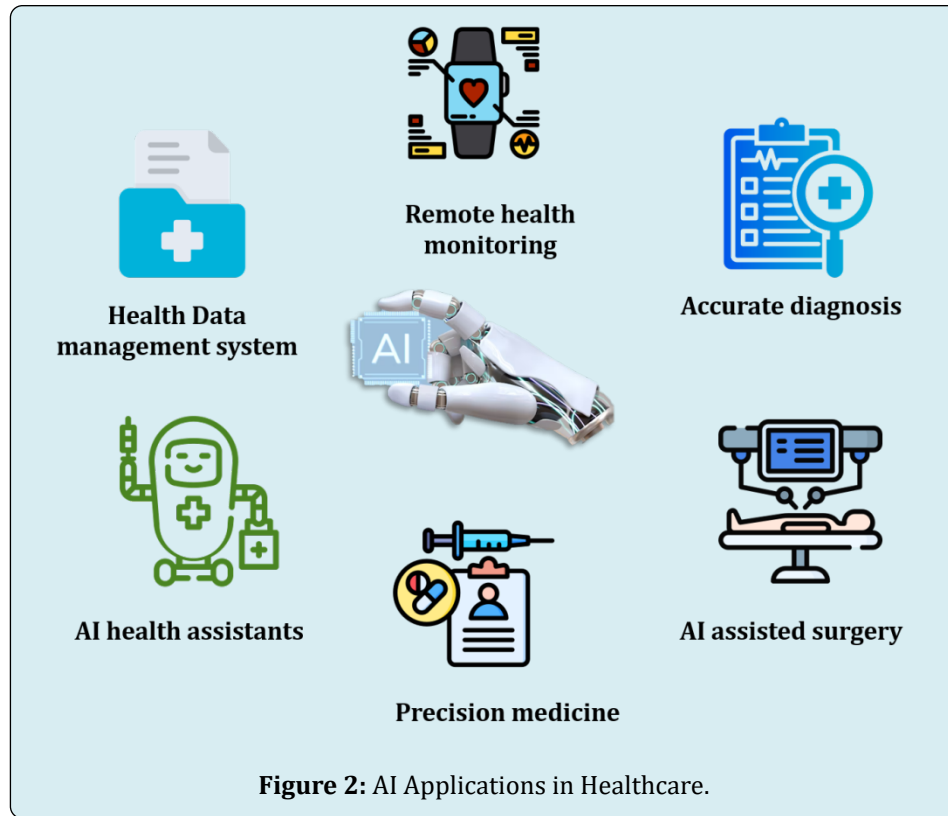 Remote health
monitoring
Health Data
management system
Accurate diagnosis
AI
AI health assistants
AI assisted surgery
Precision medicine
Figure 2: AI Applications in Healthcare.